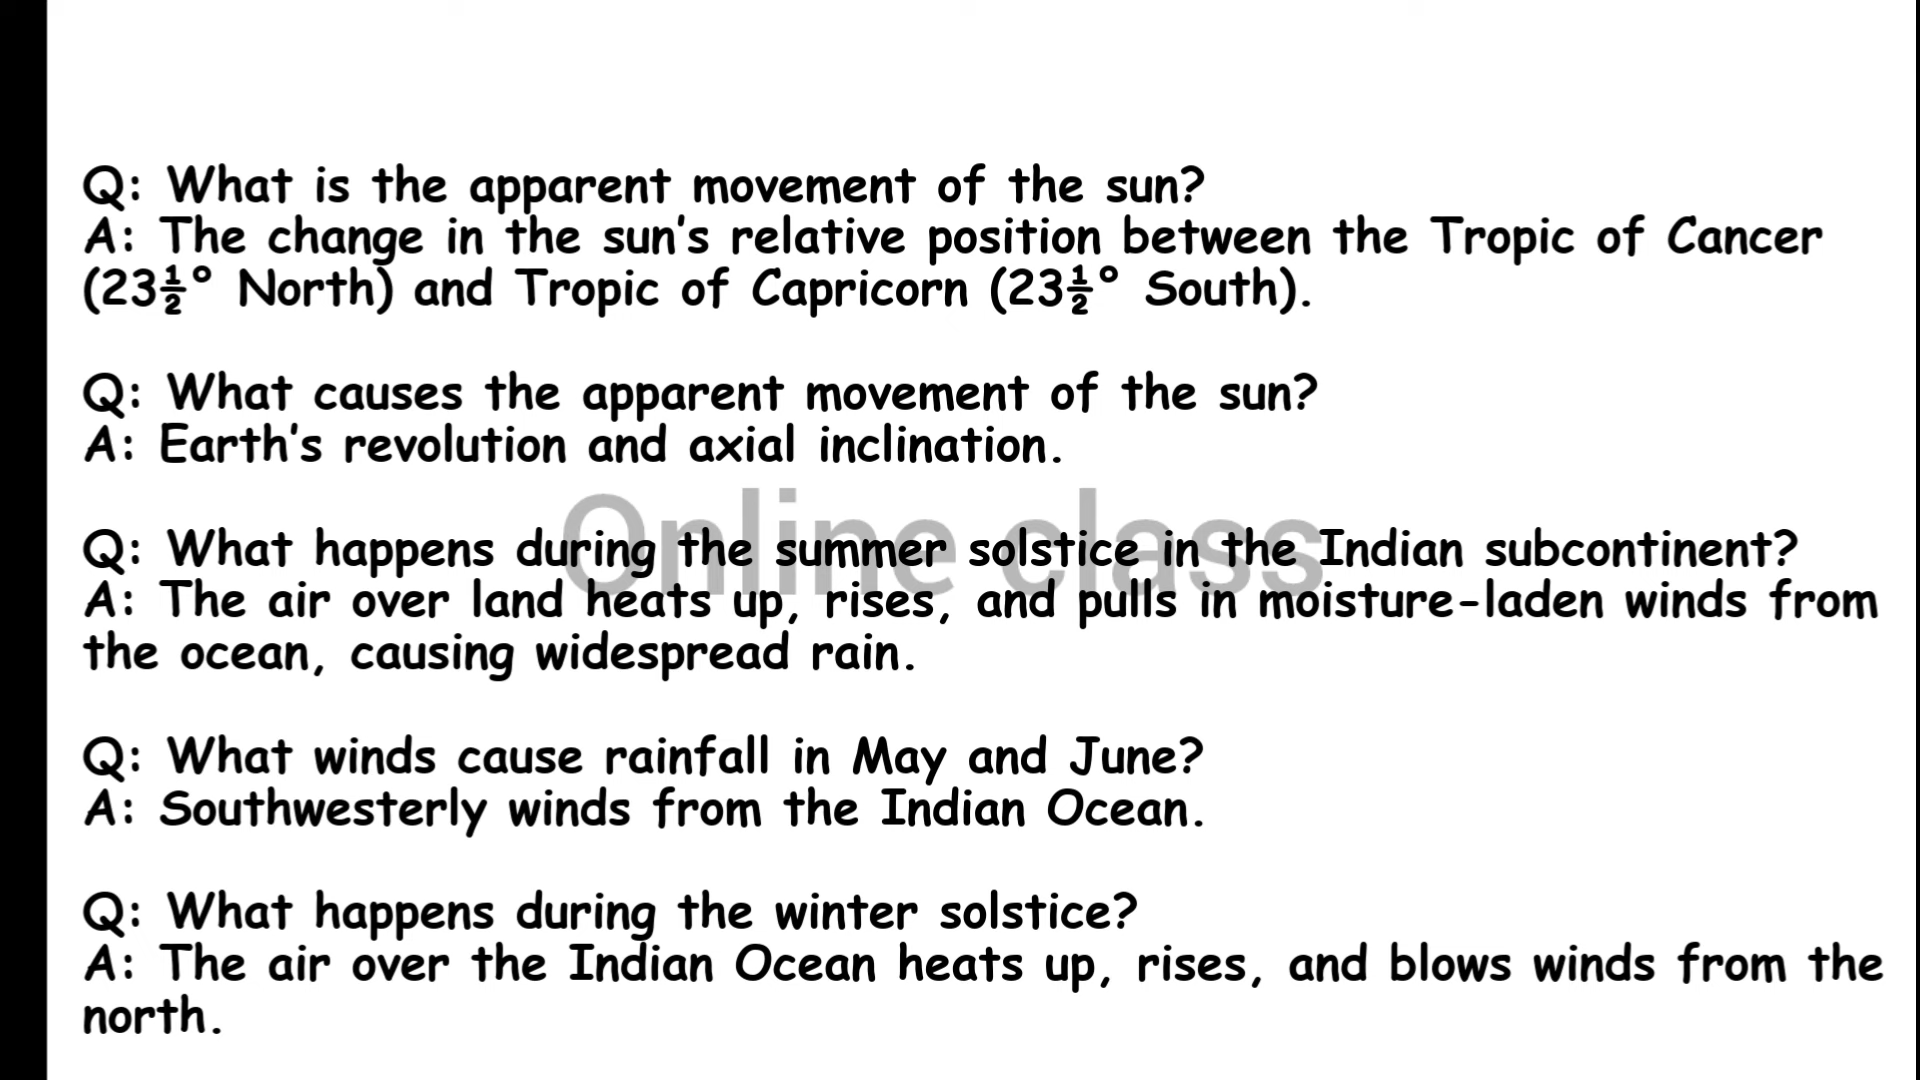 Q: What is the apparent movement of the sun?
A: The change in the sun's relative position between the Tropic of Cancer
(23½° North) and Tropic of Capricorn (23½° South).
Q: What causes the apparent movement of the sun?
A: Earth's revolution and axial inclination.
Online class
Q: What happens during the summer solstice in the Indian subcontinent?
A: The air over land heats up, rises, and pulls in moisture-laden winds from
the ocean, causing widespread rain.
Q: What winds cause rainfall in May and June?
A: Southwesterly winds from the Indian Ocean.
Q: What happens during the winter solstice?
A: The air over the Indian Ocean heats up, rises, and blows winds from the
north.